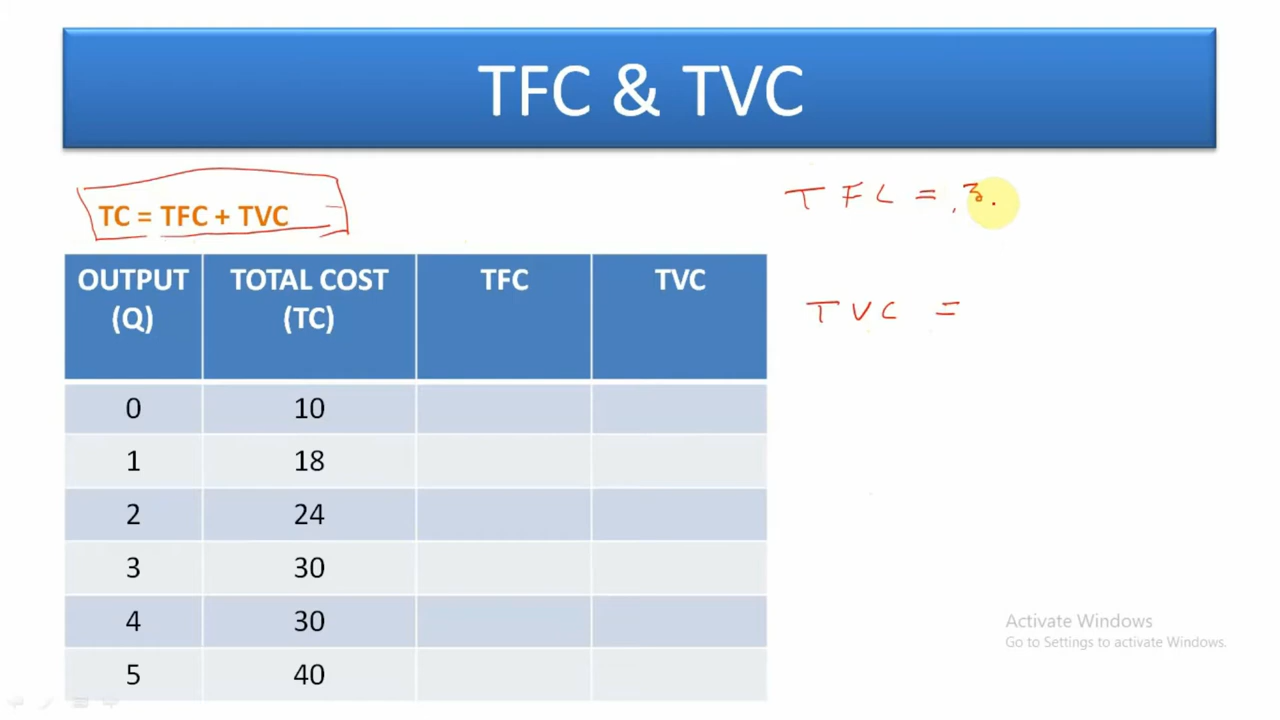 TFC & TVC
TC = TFC + TVC
TFC =
TVC =
OUTPUT (Q) TOTAL COST (TC) TFC TVC
0 10
1 18
2 24
3 30
4 30
5 40
Activate Windows
Go to Settings to activate Windows.